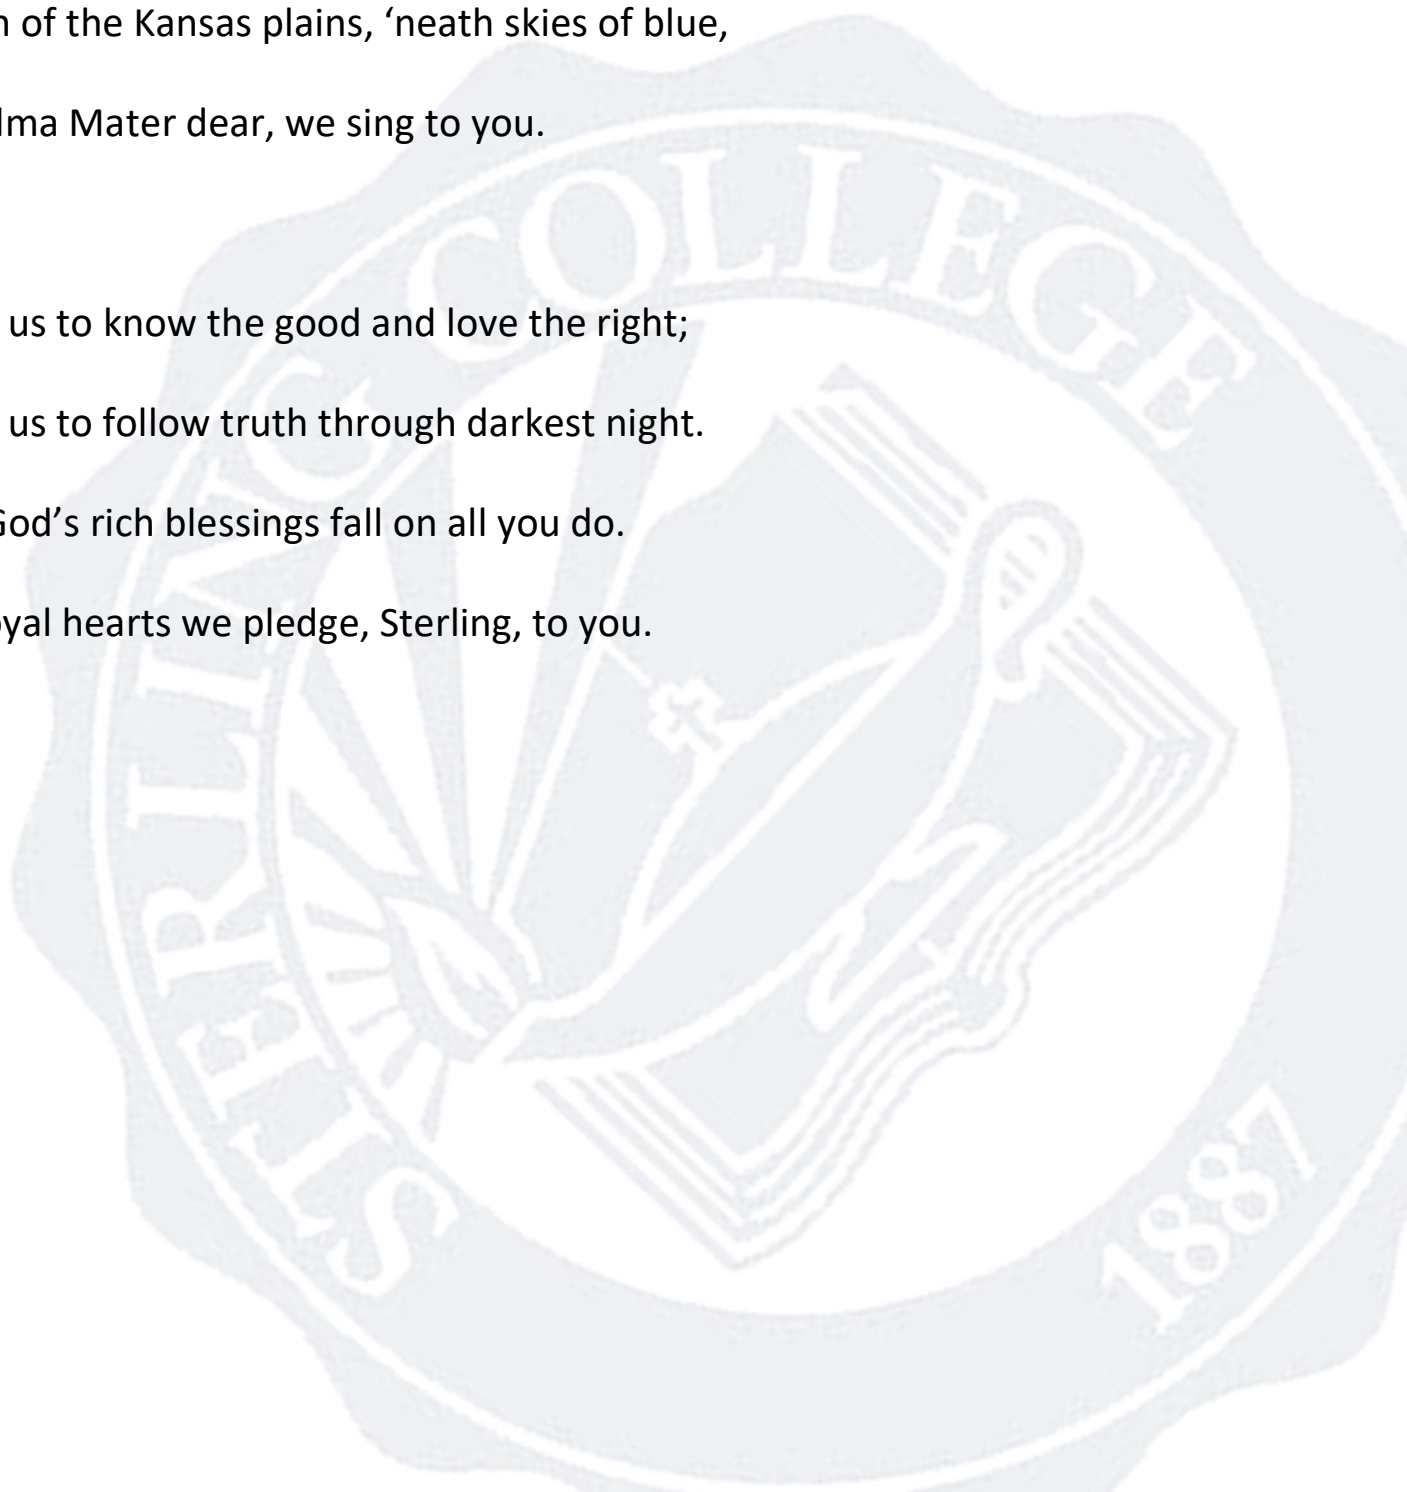 n of the Kansas plains, ‘neath skies of blue,
lma Mater dear, we sing to you.
us to know the good and love the right;
us to follow truth through darkest night.
God’s rich blessings fall on all you do.
oyal hearts we pledge, Sterling, to you.
STERLING COLLEGE
1887